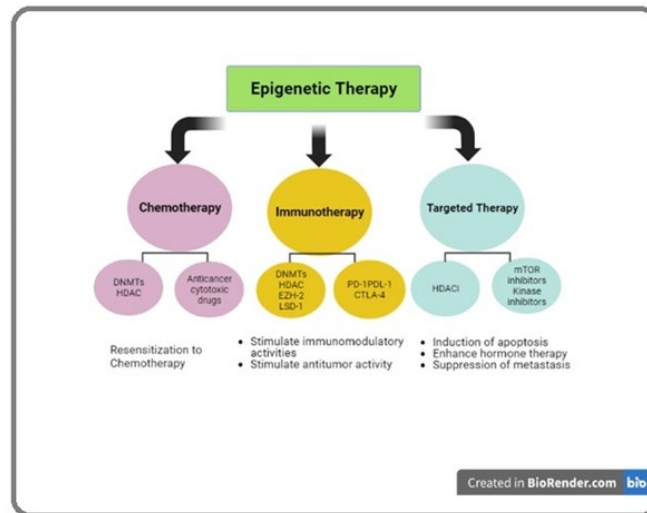 Epigenetic Therapy
Chemotherapy
Immunotherapy
Targeted Therapy
DNMTs
HDAC
Anticancer
cytotoxic
drugs
DNMTs
HDAC
EZH-2
LSD-1
PD-1PDL-1
CTLA-4
HDACI
mTOR
inhibitors
Kinase
inhibitors
Resensitization to
Chemotherapy
• Stimulate immunomodulatory
activities
• Stimulate antitumor activity
• Induction of apoptosis
• Enhance hormone therapy
• Suppression of metastasis
Created in BioRender.com bio